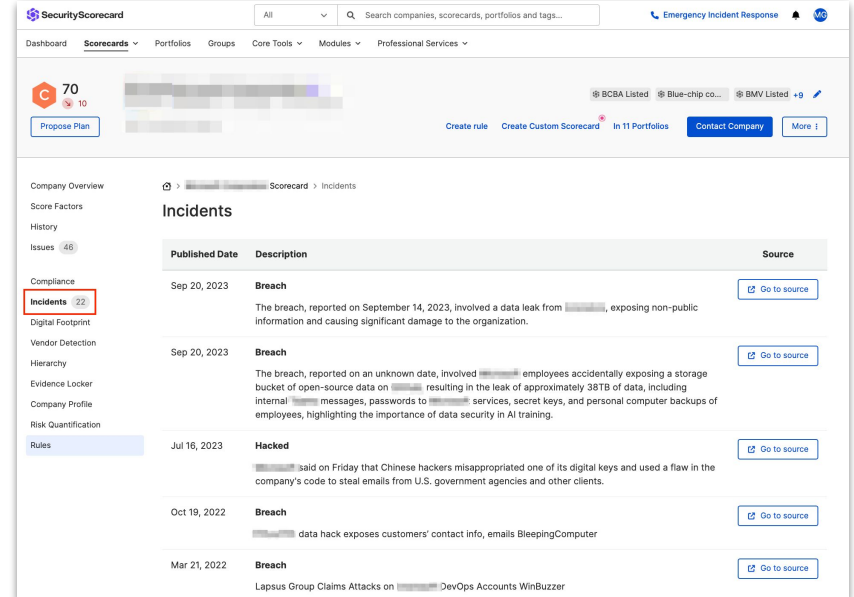 SecurityScorecard
All
Search companies, scorecards, portfolios and tags...
Emergency Incident Response
MG
Dashboard Scorecards Portfolios Groups Core Tools Modules Professional Services
C 70
10
BCBA Listed Blue-chip co... BMV Listed +9
Propose Plan
Create rule Create Custom Scorecard In 11 Portfolios Contact Company More
Company Overview
Score Factors
History
Issues 46
Compliance
Incidents 22
Digital Footprint
Vendor Detection
Hierarchy
Evidence Locker
Company Profile
Risk Quantification
Rules
> Scorecard > Incidents
Incidents
Published Date Description Source
Sep 20, 2023 Breach Go to source
The breach, reported on September 14, 2023, involved a data leak from , exposing non-public
information and causing significant damage to the organization.
Sep 20, 2023 Breach Go to source
The breach, reported on an unknown date, involved employees accidentally exposing a storage
bucket of open-source data on resulting in the leak of approximately 38TB of data, including
internal messages, passwords to services, secret keys, and personal computer backups of
employees, highlighting the importance of data security in AI training.
Jul 16, 2023 Hacked Go to source
said on Friday that Chinese hackers misappropriated one of its digital keys and used a flaw in the
company's code to steal emails from U.S. government agencies and other clients.
Oct 19, 2022 Breach Go to source
data hack exposes customers' contact info, emails BleepingComputer
Mar 21, 2022 Breach Go to source
Lapsus Group Claims Attacks on DevOps Accounts WinBuzzer